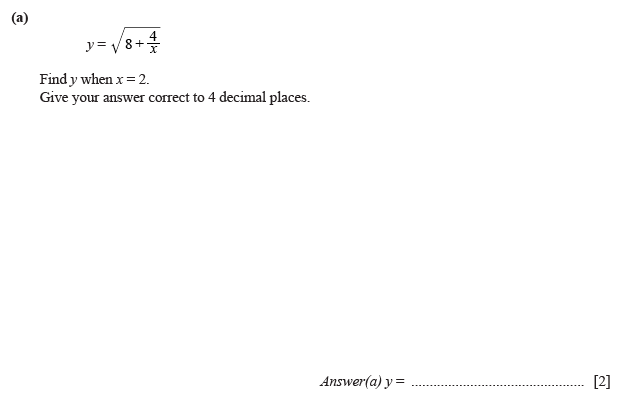 (a)
y = √(8 + 4/x)
Find y when x = 2.
Give your answer correct to 4 decimal places.
Answer(a) y = ................................................ [2]